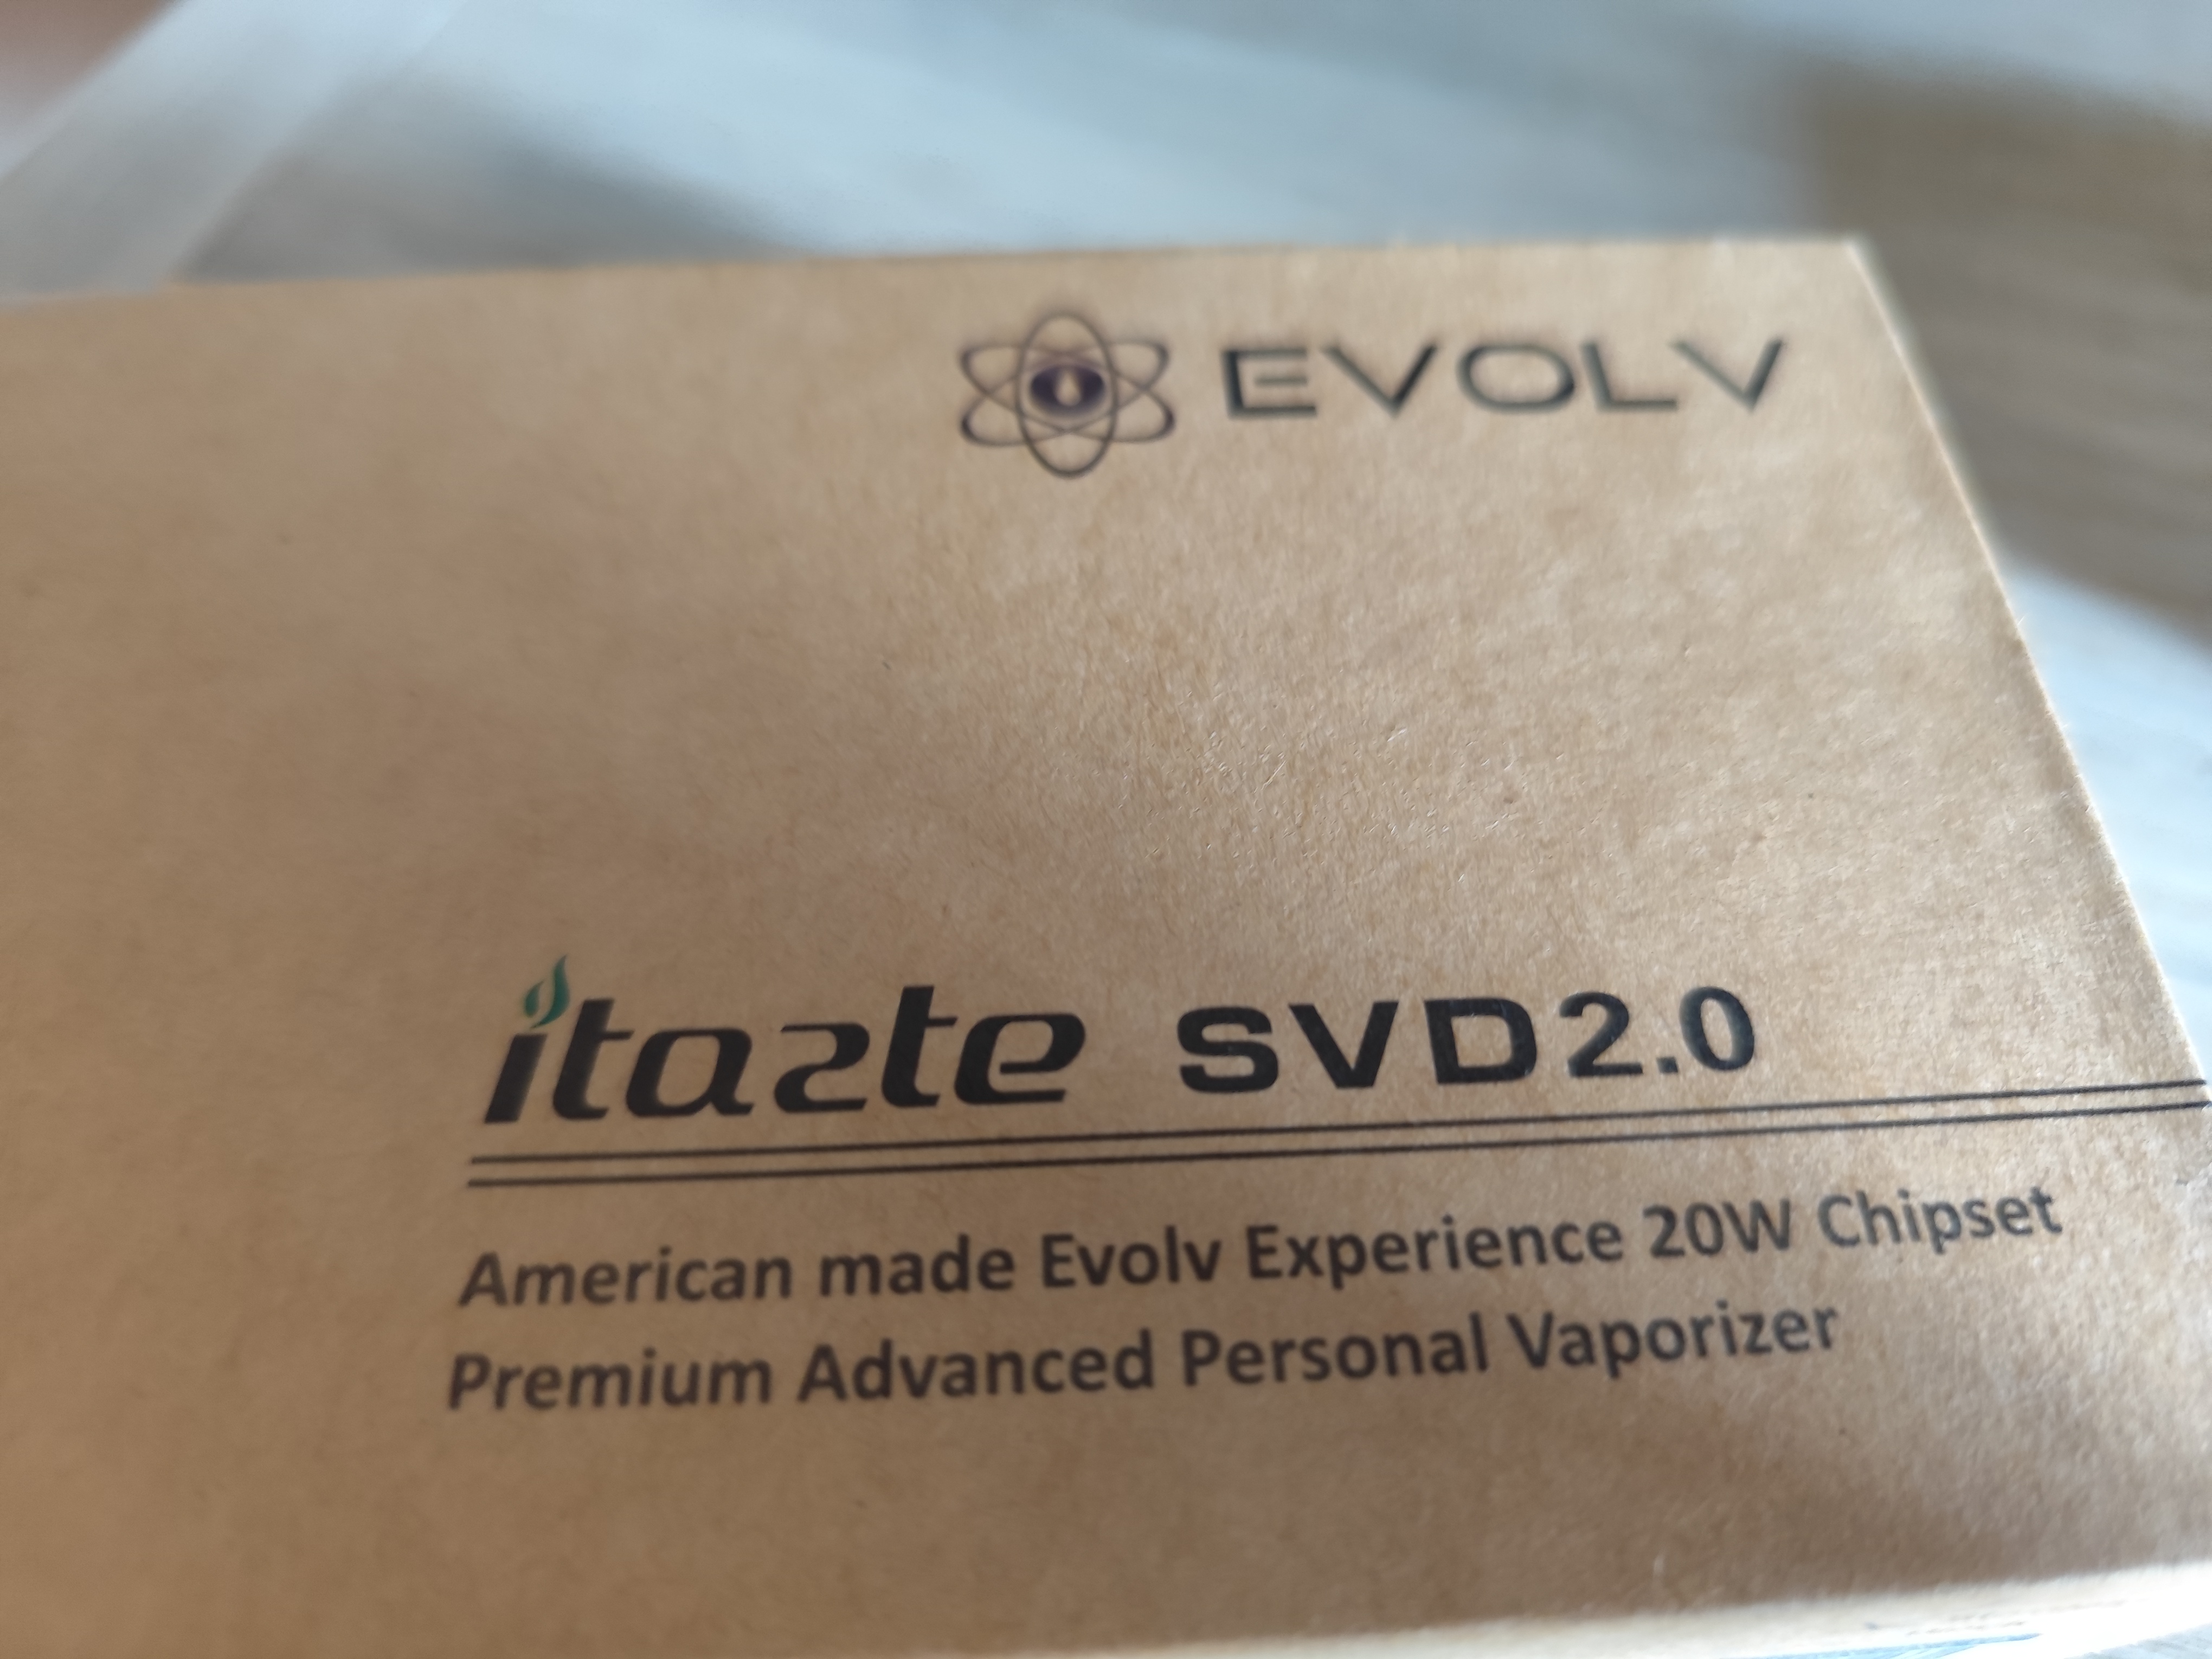 EVOLV
itaste SVD2.0
American made Evolv Experience 20W Chipset
Premium Advanced Personal Vaporizer